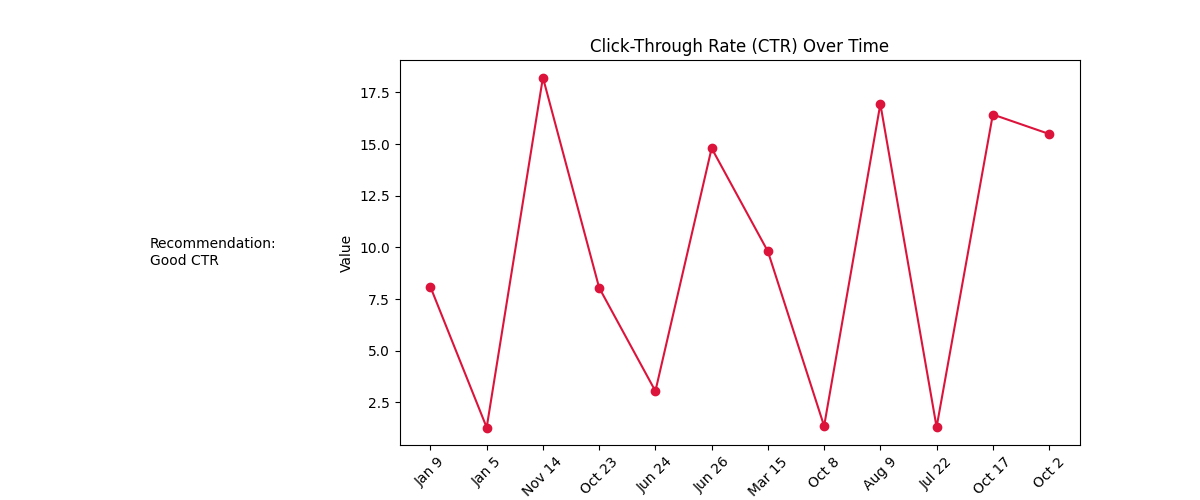 Click-Through Rate (CTR) Over Time
Recommendation:
Good CTR
Value
17.5
15.0
12.5
10.0
7.5
5.0
2.5
Jan 9
Jan 5
Nov 14
Oct 23
Jun 24
Jun 26
Mar 15
Oct 8
Aug 9
Jul 22
Oct 17
Oct 2